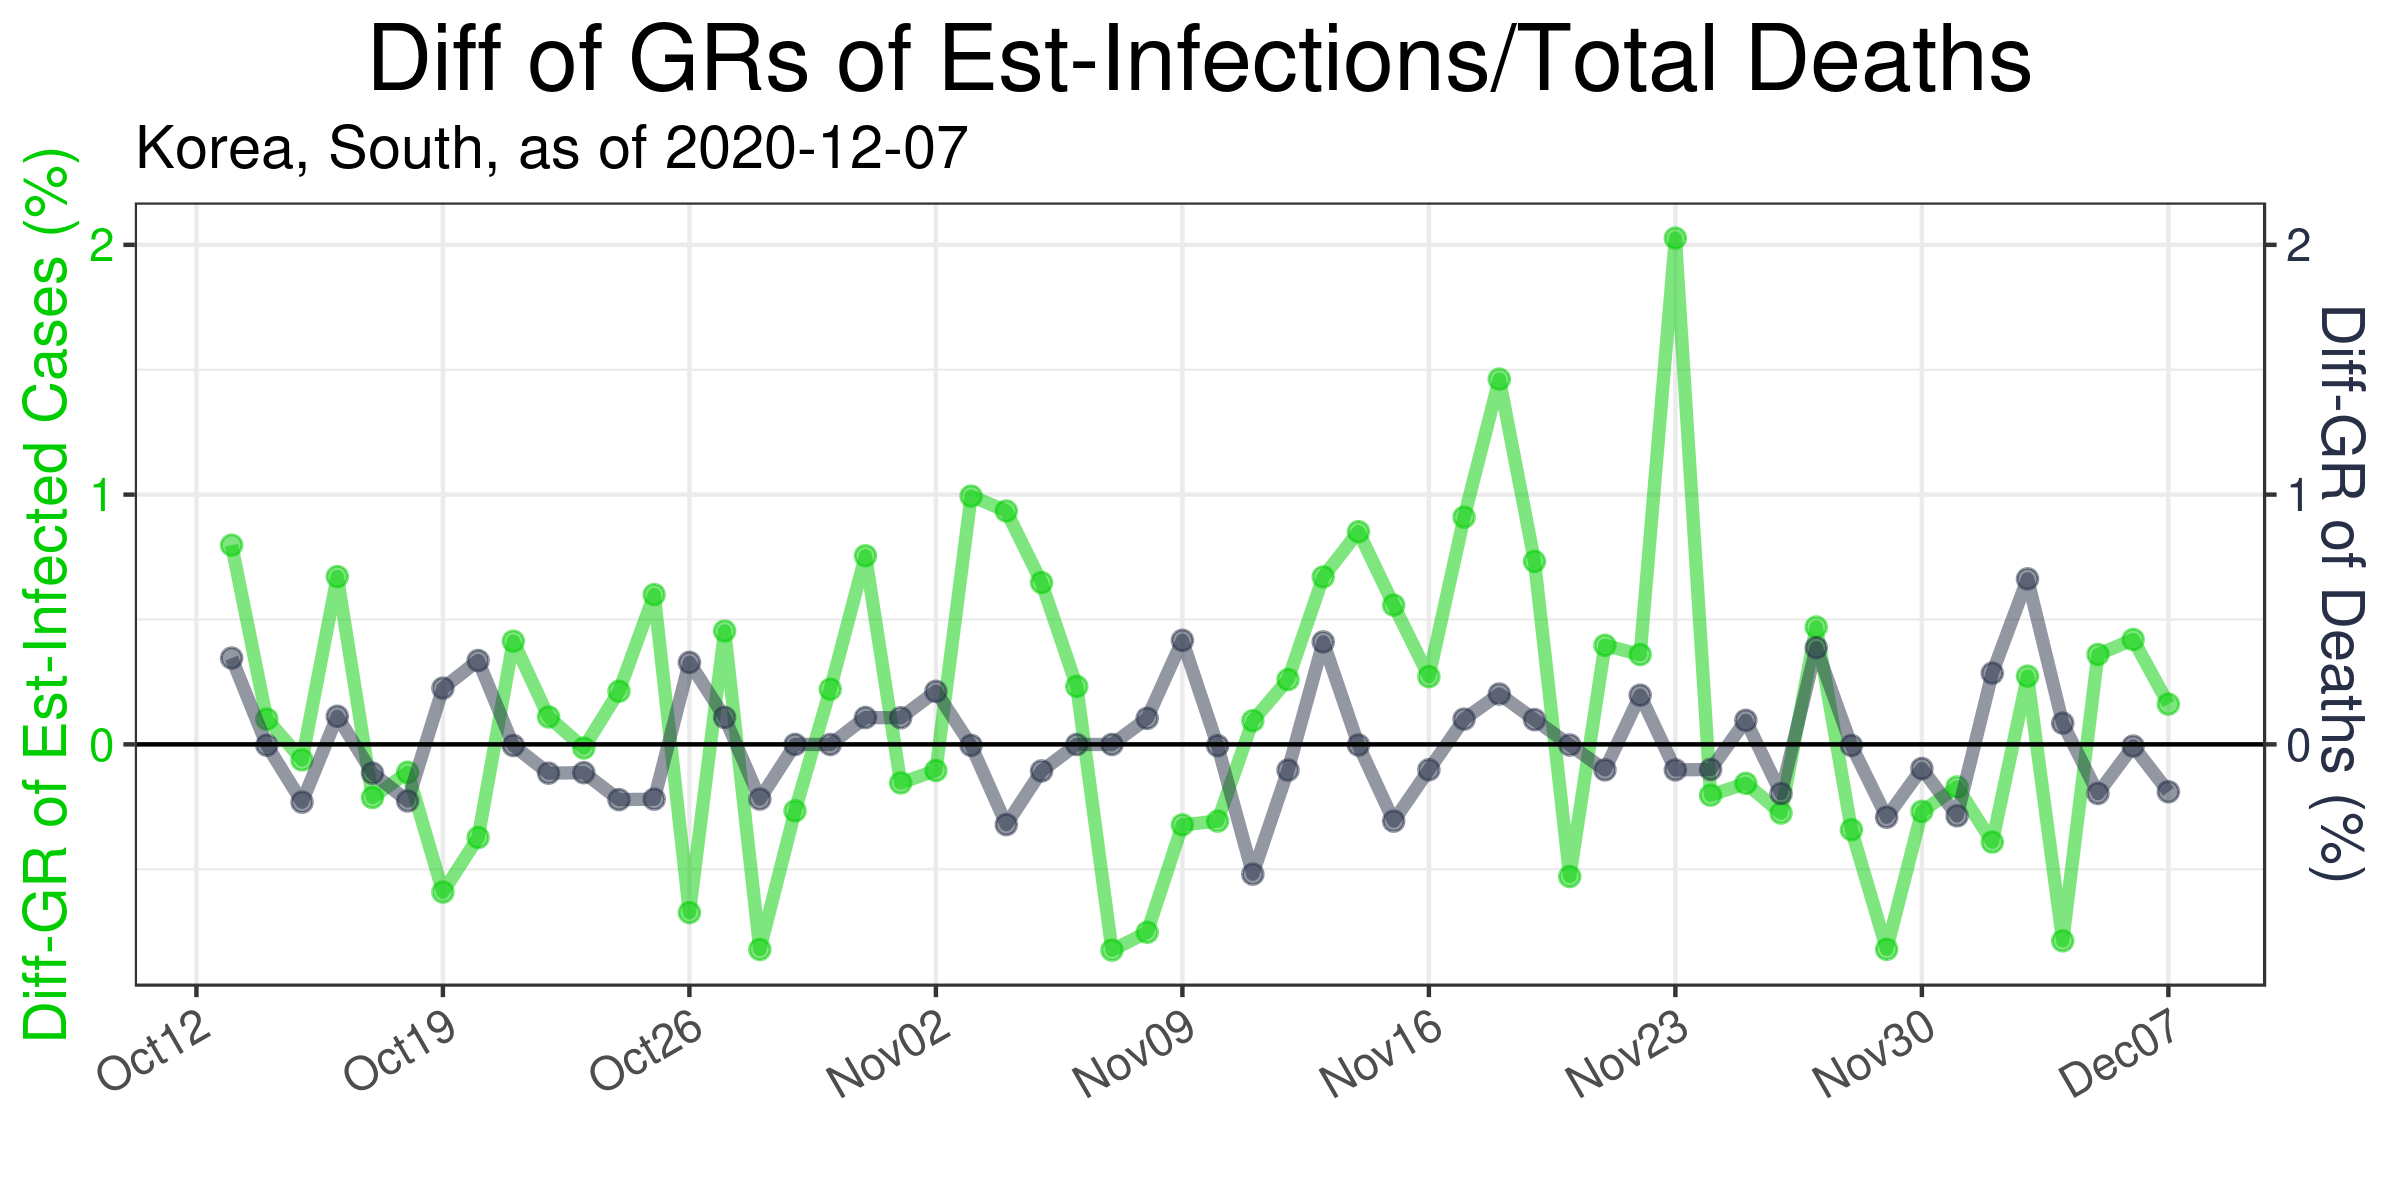 Diff of GRs of Est-Infections/Total Deaths
Korea, South, as of 2020-12-07
Diff-GR of Est-Infected Cases (%)
2
1
0
2
1
0
Diff-GR of Deaths (%)
Oct12
Oct19
Oct26
Nov02
Nov09
Nov16
Nov23
Nov30
Dec07